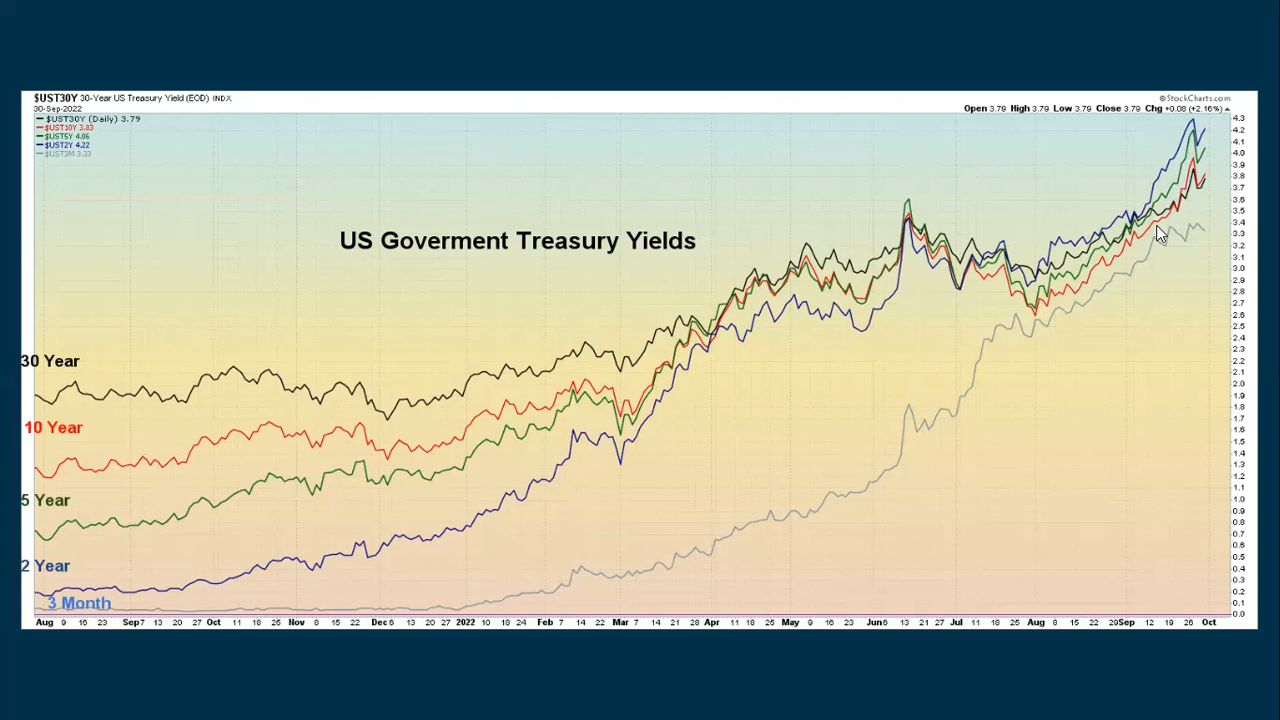 $UST30Y 30-Year US Treasury Yield (EOD) INDX
©StockCharts.com
30-Sep-2022
Open 3.79 High 3.79 Low 3.79 Close 3.79 Chg +0.08 (+2.16%)
$UST30Y (Daily) 3.79
$UST10Y 3.83
$UST5Y 4.06
$UST2Y 4.22
$UST3M 3.33
US Goverment Treasury Yields
30 Year
10 Year
5 Year
2 Year
3 Month
4.3
4.2
4.1
4.0
3.9
3.8
3.7
3.6
3.5
3.4
3.3
3.2
3.1
3.0
2.9
2.8
2.7
2.6
2.5
2.4
2.3
2.2
2.1
2.0
1.9
1.8
1.7
1.6
1.5
1.4
1.3
1.2
1.1
1.0
0.9
0.8
0.7
0.6
0.5
0.4
0.3
0.2
0.1
0.0
Aug 9 16 23 Sep 7 13 20 27 Oct 11 18 25 Nov 8 15 22 Dec 6 13 20 27 2022 10 18 24 Feb 7 14 22 Mar 7 14 21 28 Apr 11 18 25 May 9 16 23 Jun 6 13 21 27 Jul 11 18 25 Aug 8 15 22 29 Sep 12 19 26 Oct